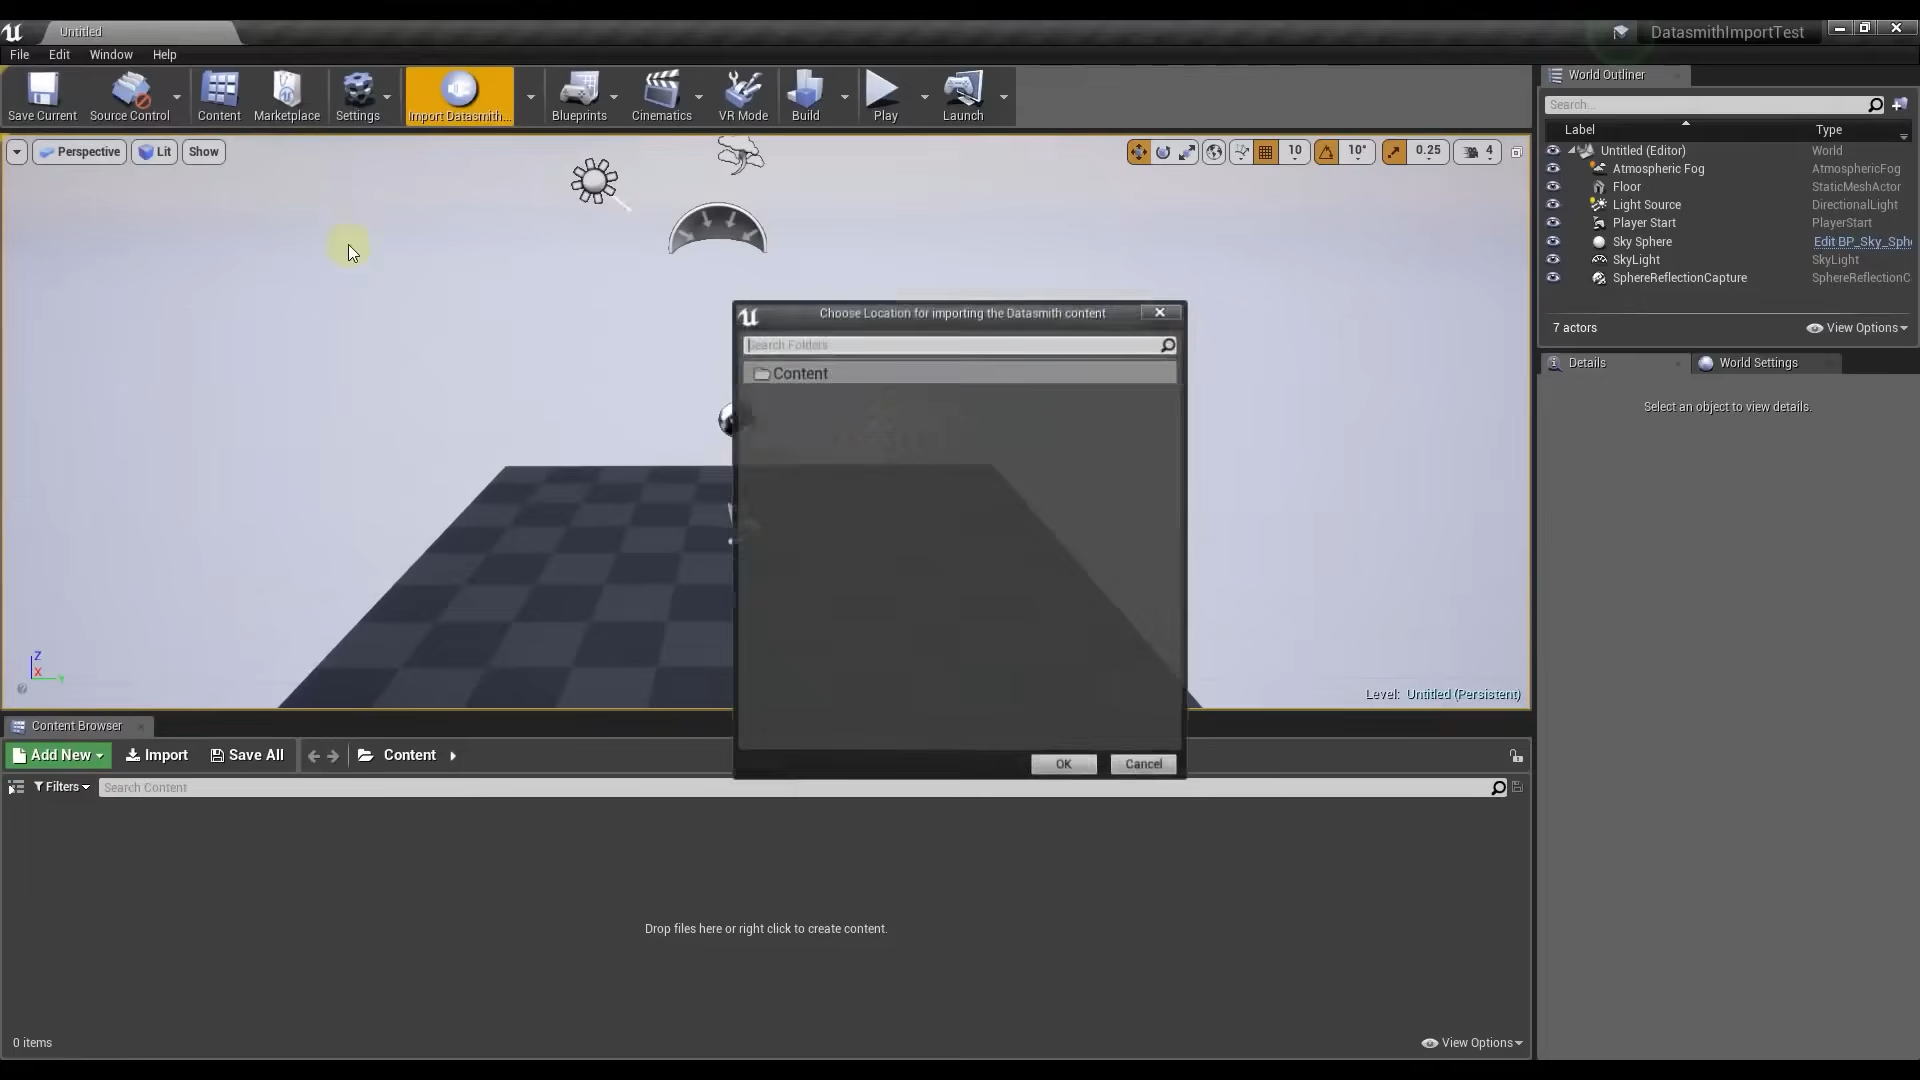 Untitled
DatasmithImportTest
File Edit Window Help
Save Current Source Control Content Marketplace Settings Import Datasmith... Blueprints Cinematics VR Mode Build Play Launch
Perspective Lit Show
10 10° 0.25 4
World Outliner
Search...
Label Type
Untitled (Editor) World
Atmospheric Fog AtmosphericFog
Floor StaticMeshActor
Light Source DirectionalLight
Player Start PlayerStart
Sky Sphere Edit BP_Sky_Sph
SkyLight SkyLight
SphereReflectionCapture SphereReflectionC
7 actors View Options
Details World Settings
Select an object to view details.
Choose Location for importing the Datasmith content
Search Folders
Content
OK Cancel
Z
X
Y
Level: Untitled (Persistent)
Content Browser
Add New Import Save All Content
Filters Search Content
Drop files here or right click to create content.
0 items View Options